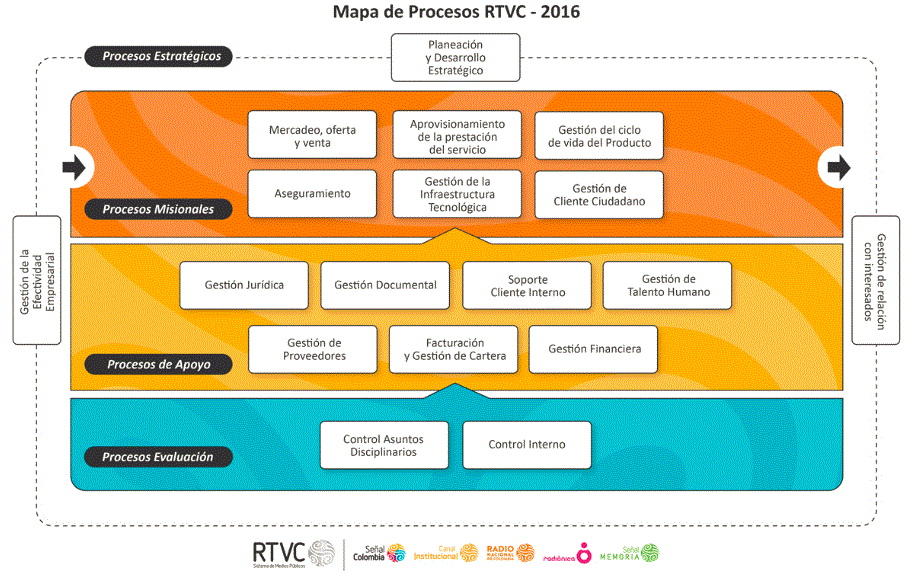 Mapa de Procesos RTVC - 2016
Procesos Estratégicos
Planeación
y Desarrollo
Estratégico
Mercadeo, oferta
y venta
Aprovisionamiento
de la prestación
del servicio
Gestión del ciclo
de vida del Producto
Aseguramiento
Gestión de la
Infraestructura
Tecnológica
Gestión de
Cliente Ciudadano
Procesos Misionales
Gestión de la
Efectividad
Empresarial
Gestión de relación
con interesados
Gestión Jurídica
Gestión Documental
Soporte
Cliente Interno
Gestión de
Talento Humano
Gestión de
Proveedores
Facturación
y Gestión de Cartera
Gestión Financiera
Procesos de Apoyo
Control Asuntos
Disciplinarios
Control Interno
Procesos Evaluación
RTVC
Sistema de Medios Públicos
Señal
Colombia
Canal
Institucional
RADIO
NACIONAL
DE COLOMBIA
radiónica
Señal
MEMORIA